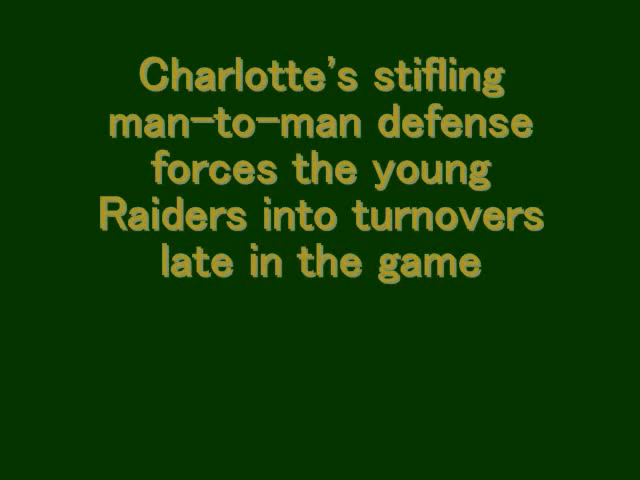 Charlotte's stifling
man-to-man defense
forces the young
Raiders into turnovers
late in the game